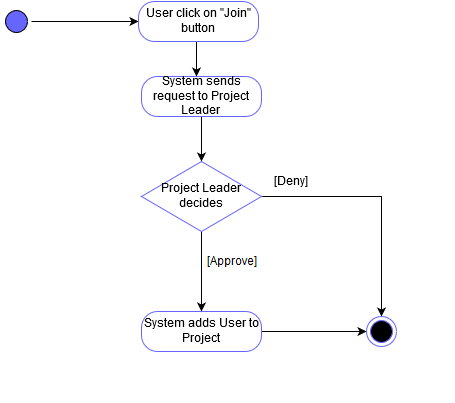 User click on "Join"
button
System sends
request to Project
Leader
Project Leader
decides
[Deny]
[Approve]
System adds User to
Project